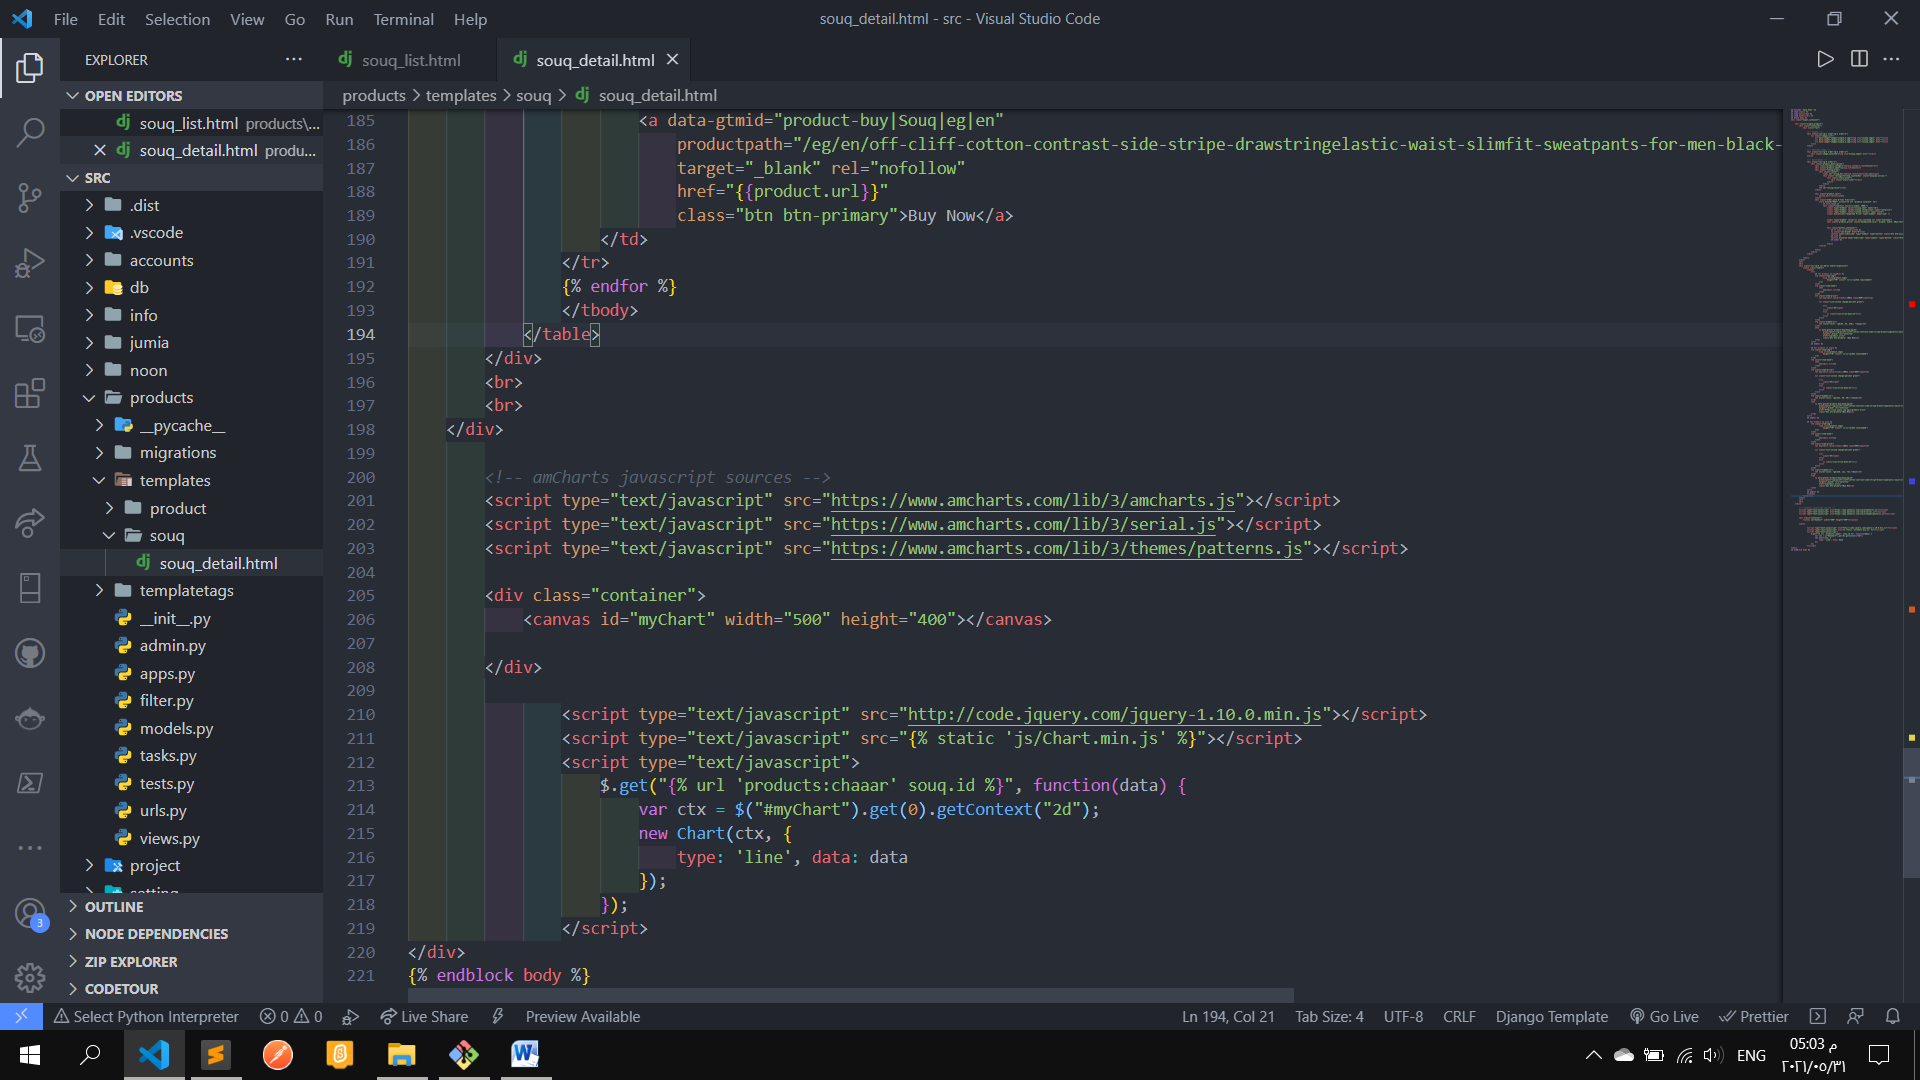 File Edit Selection View Go Run Terminal Help
souq_detail.html - src - Visual Studio Code
EXPLORER
souq_list.html
souq_detail.html
OPEN EDITORS
souq_list.html products\...
souq_detail.html produ...
SRC
.dist
.vscode
accounts
db
info
jumia
noon
products
__pycache__
migrations
templates
product
souq
souq_detail.html
templatetags
__init__.py
admin.py
apps.py
filter.py
models.py
tasks.py
tests.py
urls.py
views.py
project
OUTLINE
NODE DEPENDENCIES
ZIP EXPLORER
CODETOUR
3
products > templates > souq > souq_detail.html
185 <a data-gtmid="product-buy|Souq|eg|en"
186 productpath="/eg/en/off-cliff-cotton-contrast-side-stripe-drawstringelastic-waist-slimfit-sweatpants-for-men-black-
187 target="_blank" rel="nofollow"
188 href="{{product.url}}"
189 class="btn btn-primary">Buy Now</a>
190 </td>
191 </tr>
192 {% endfor %}
193 </tbody>
194 </table>
195 </div>
196 <br>
197 <br>
198 </div>
199
200 <!-- amCharts javascript sources -->
201 <script type="text/javascript" src="https://www.amcharts.com/lib/3/amcharts.js"></script>
202 <script type="text/javascript" src="https://www.amcharts.com/lib/3/serial.js"></script>
203 <script type="text/javascript" src="https://www.amcharts.com/lib/3/themes/patterns.js"></script>
204
205 <div class="container">
206 <canvas id="myChart" width="500" height="400"></canvas>
207
208 </div>
209
210 <script type="text/javascript" src="http://code.jquery.com/jquery-1.10.0.min.js"></script>
211 <script type="text/javascript" src="{% static 'js/Chart.min.js' %}"></script>
212 <script type="text/javascript">
213 $.get("{% url 'products:chaaar' souq.id %}", function(data) {
214 var ctx = $("#myChart").get(0).getContext("2d");
215 new Chart(ctx, {
216 type: 'line', data: data
217 });
218 });
219 </script>
220 </div>
221 {% endblock body %}
Select Python Interpreter 0 0 Live Share Preview Available
Ln 194, Col 21 Tab Size: 4 UTF-8 CRLF Django Template Go Live Prettier
ENG
05:03 م
٢٠٢١/٠٥/٣١